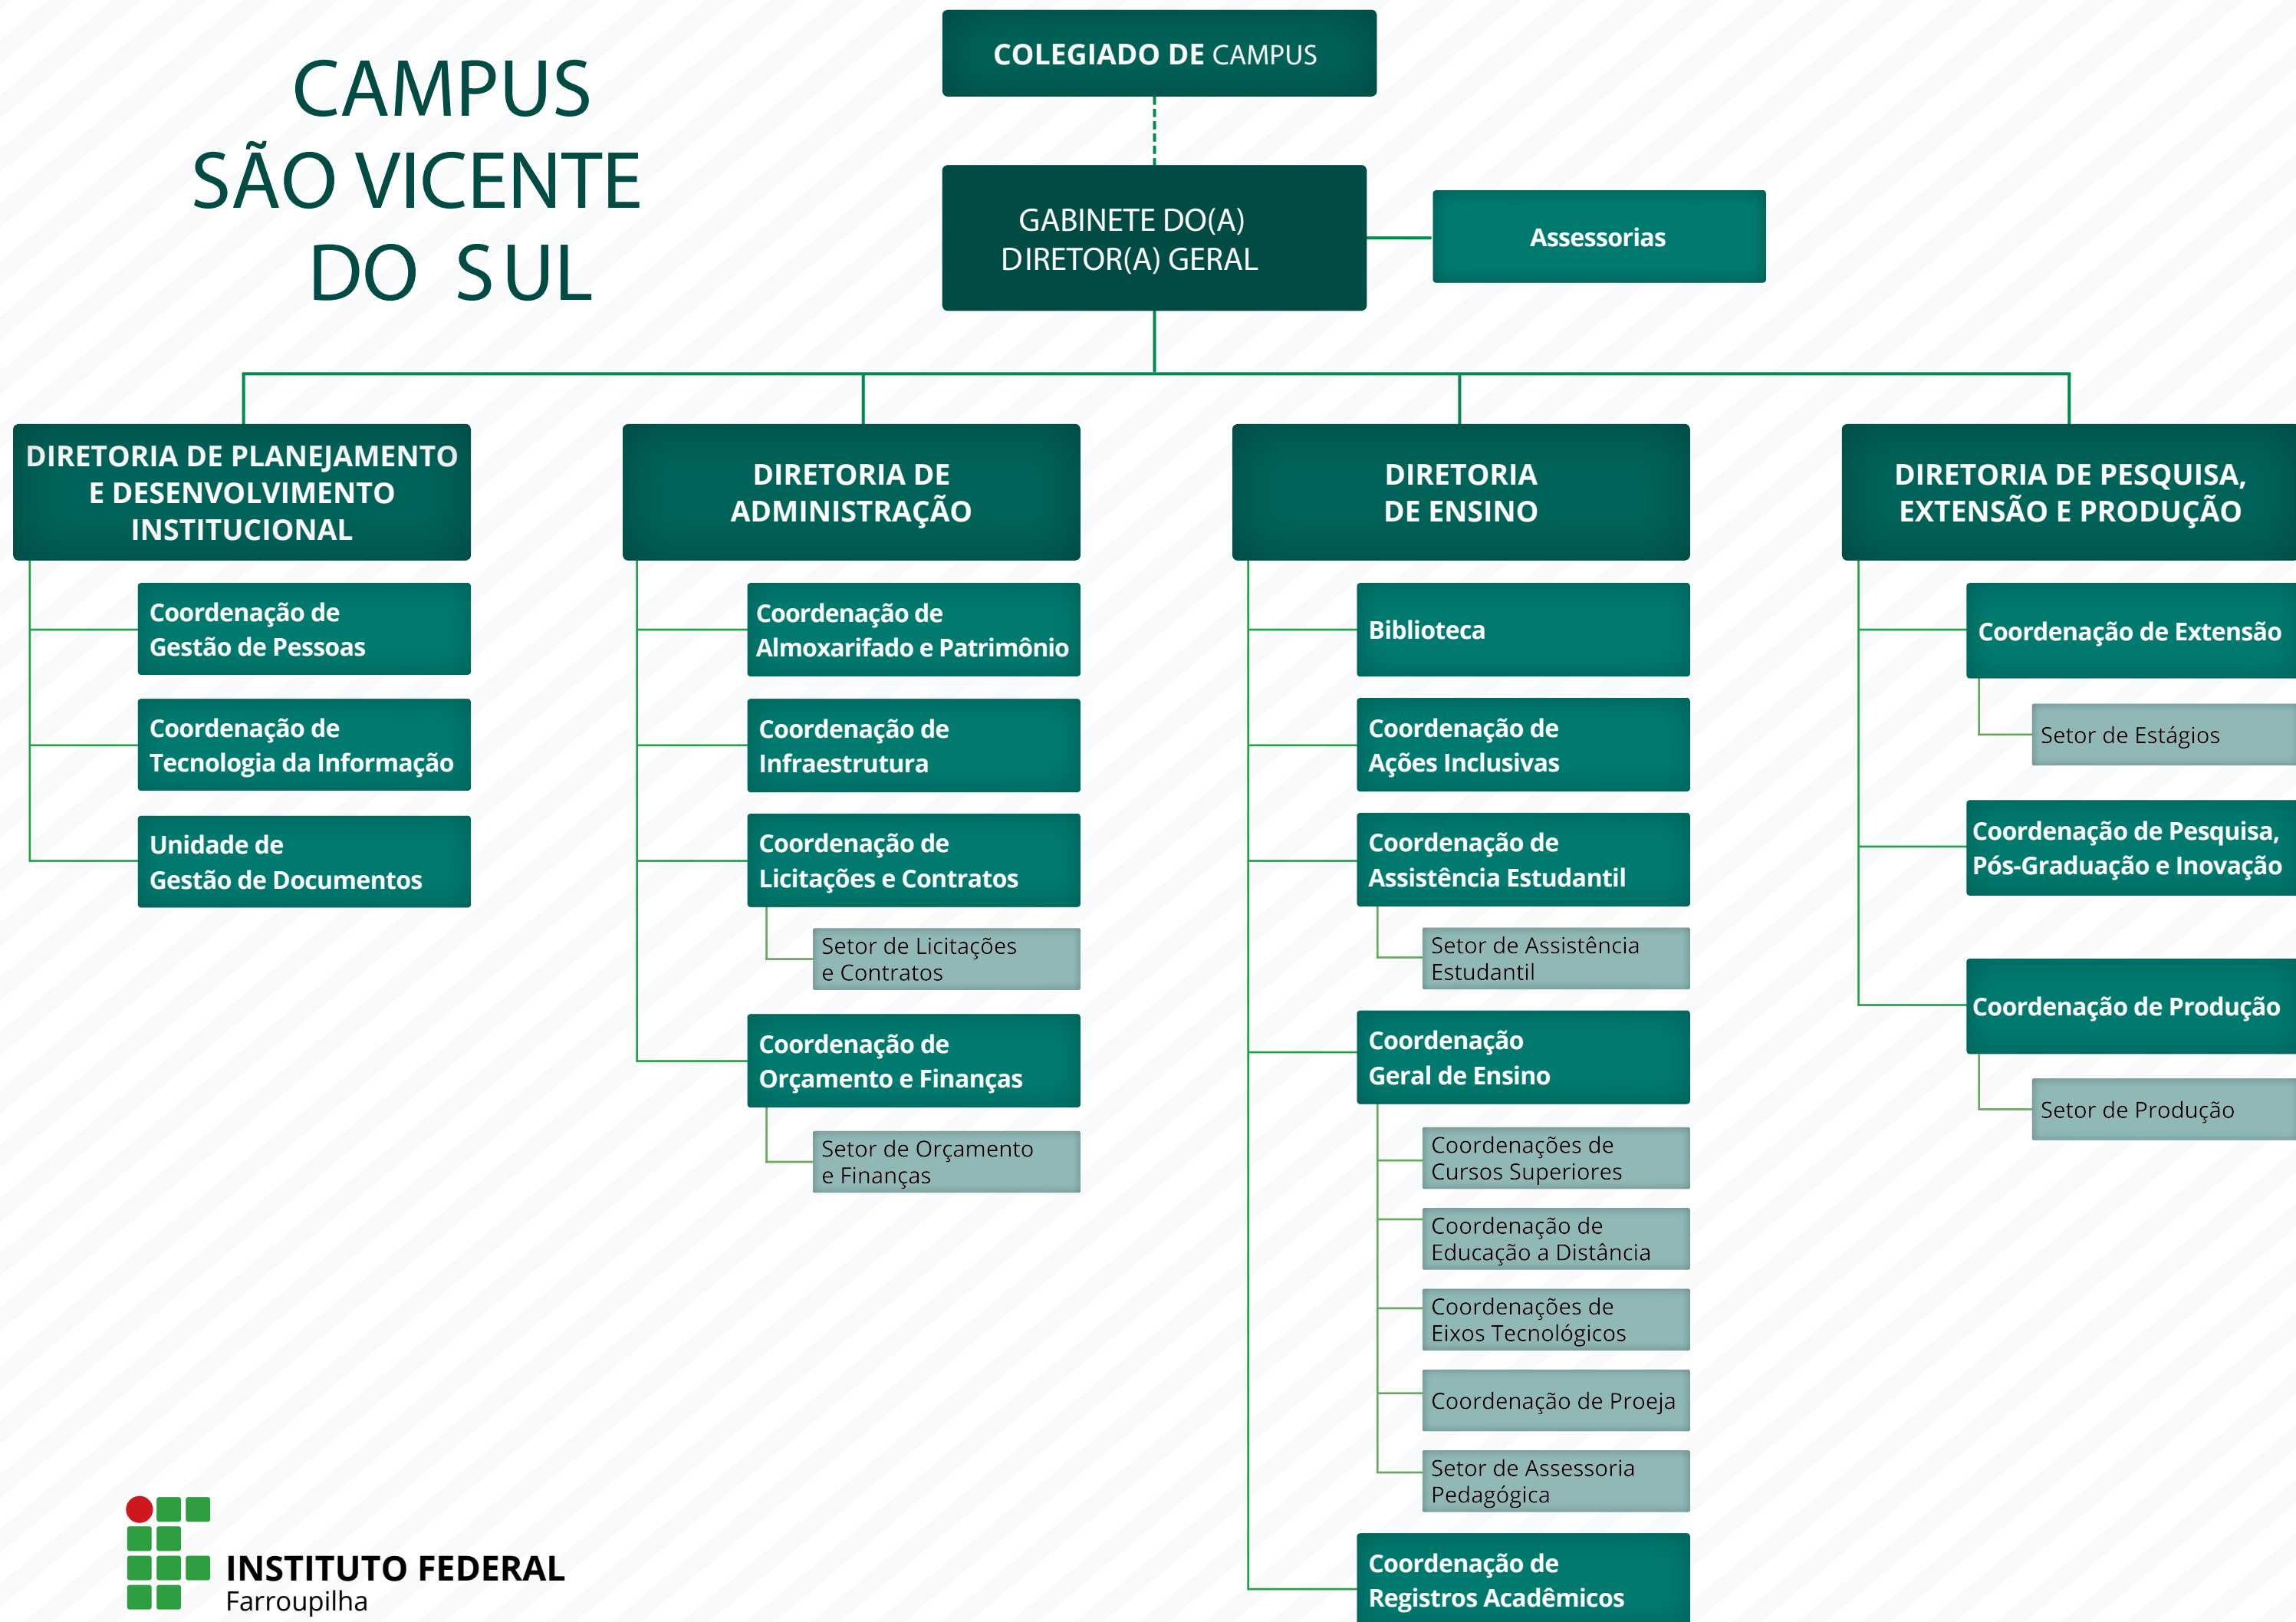 CAMPUS
SÃO VICENTE
DO SUL
COLEGIADO DE CAMPUS
GABINETE DO(A)
DIRETOR(A) GERAL
Assessorias
DIRETORIA DE PLANEJAMENTO
E DESENVOLVIMENTO
INSTITUCIONAL
Coordenação de
Gestão de Pessoas
Coordenação de
Tecnologia da Informação
Unidade de
Gestão de Documentos
DIRETORIA DE
ADMINISTRAÇÃO
Coordenação de
Almoxarifado e Patrimônio
Coordenação de
Infraestrutura
Coordenação de
Licitações e Contratos
Setor de Licitações
e Contratos
Coordenação de
Orçamento e Finanças
Setor de Orçamento
e Finanças
DIRETORIA
DE ENSINO
Biblioteca
Coordenação de
Ações Inclusivas
Coordenação de
Assistência Estudantil
Setor de Assistência
Estudantil
Coordenação
Geral de Ensino
Coordenações de
Cursos Superiores
Coordenação de
Educação a Distância
Coordenações de
Eixos Tecnológicos
Coordenação de Proeja
Setor de Assessoria
Pedagógica
Coordenação de
Registros Acadêmicos
DIRETORIA DE PESQUISA,
EXTENSÃO E PRODUÇÃO
Coordenação de Extensão
Setor de Estágios
Coordenação de Pesquisa,
Pós-Graduação e Inovação
Coordenação de Produção
Setor de Produção
INSTITUTO FEDERAL
Farroupilha